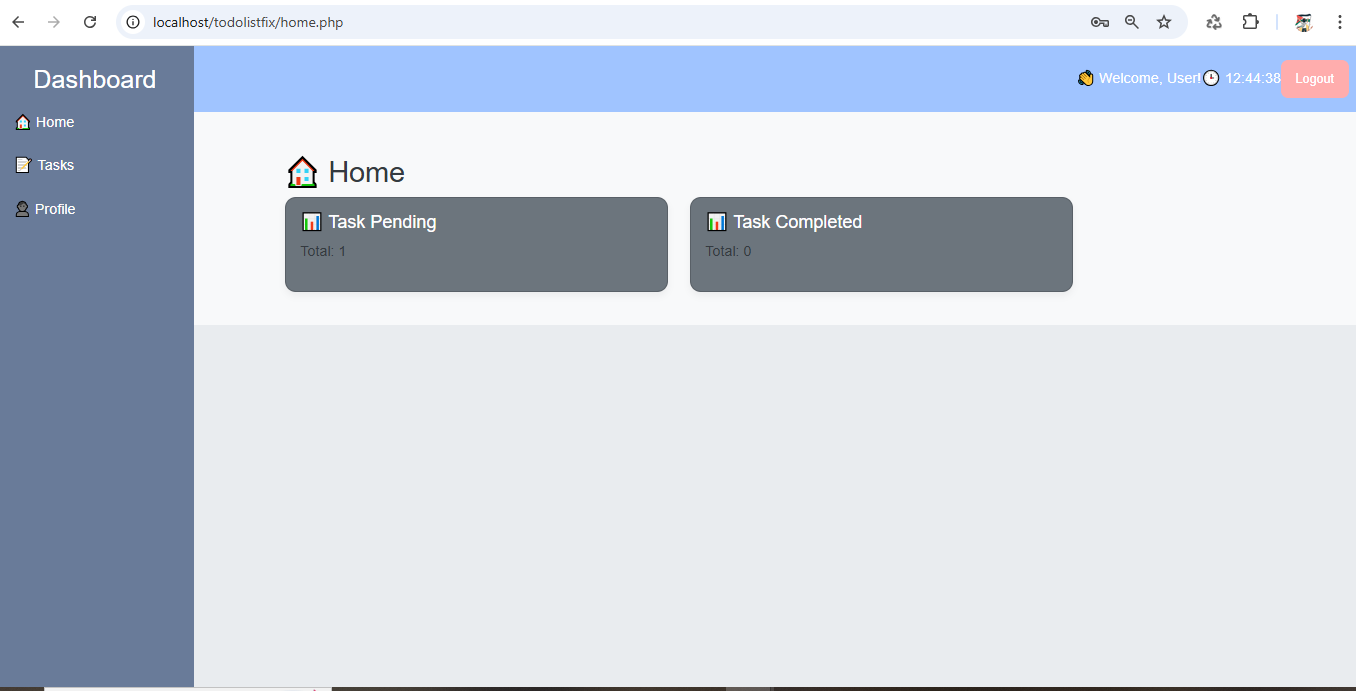 localhost/todolistfix/home.php
Dashboard
Home
Tasks
Profile
Welcome, User! 12:44:38 Logout
Home
Task Pending
Total: 1
Task Completed
Total: 0